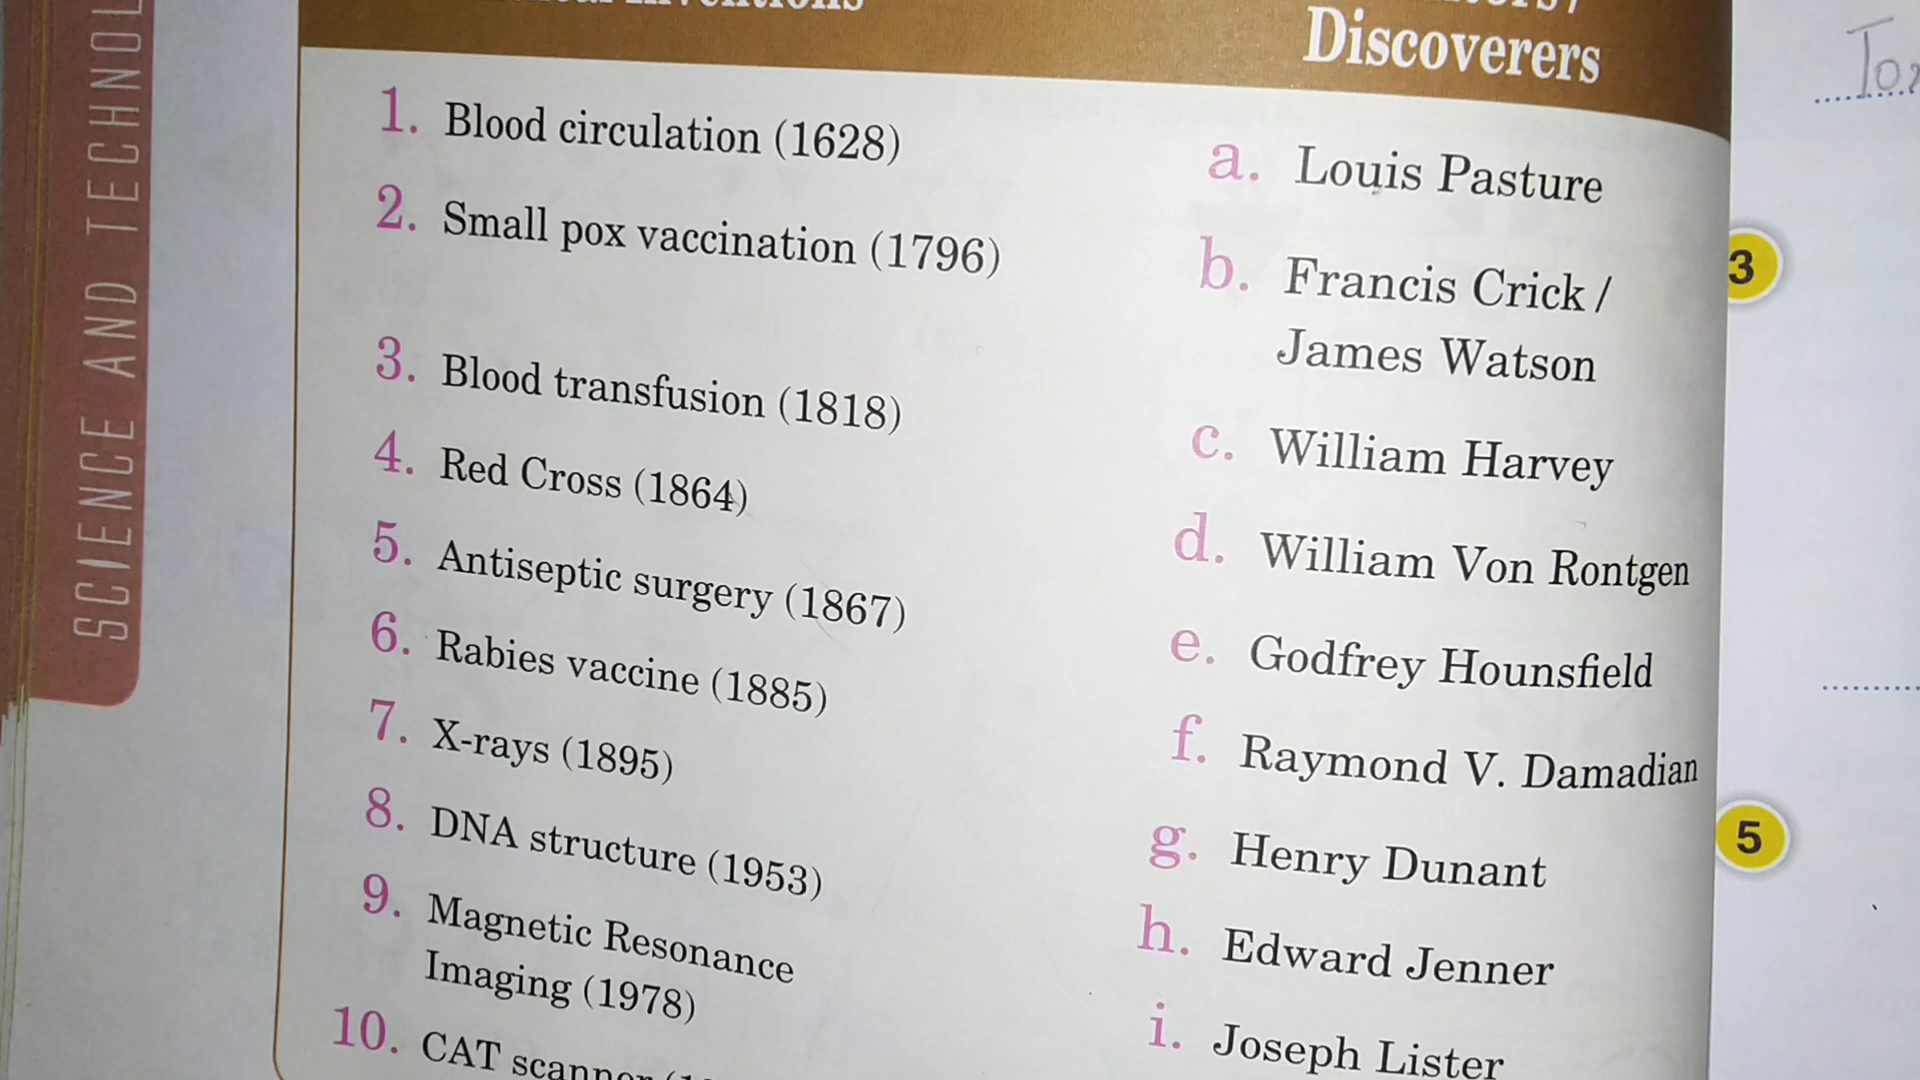 SCIENCE AND TECHNOL
Discoverers
1. Blood circulation (1628)
2. Small pox vaccination (1796)
3. Blood transfusion (1818)
4. Red Cross (1864)
5. Antiseptic surgery (1867)
6. Rabies vaccine (1885)
7. X-rays (1895)
8. DNA structure (1953)
9. Magnetic Resonance
Imaging (1978)
10. CAT scanner
a. Louis Pasture
b. Francis Crick /
James Watson
c. William Harvey
d. William Von Rontgen
e. Godfrey Hounsfield
f. Raymond V. Damadian
g. Henry Dunant
h. Edward Jenner
i. Joseph Lister
3
5